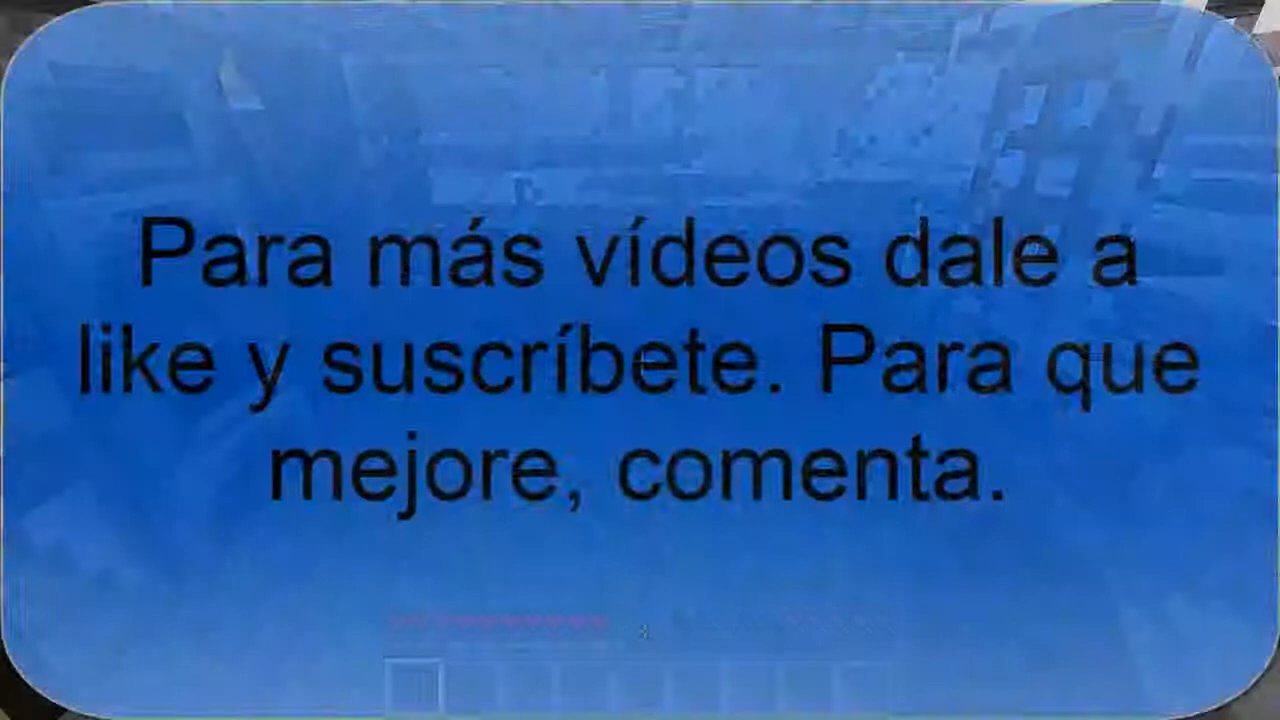 Para más vídeos dale a
like y suscríbete. Para que
mejore, comenta.